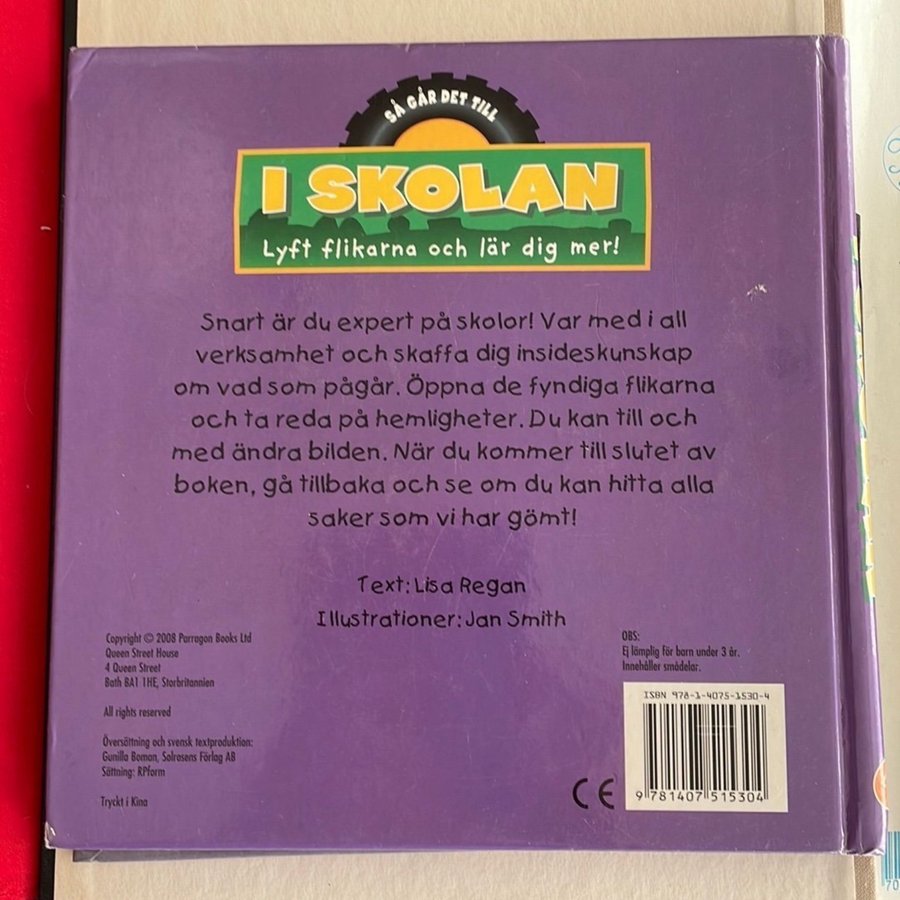 SÅ GÅR DET TILL
I SKOLAN
Lyft flikarna och lär dig mer!
Snart är du expert på skolor! Var med i all
verksamhet och skaffa dig insideskunskap
om vad som pågår. Öppna de fyndiga flikarna
och ta reda på hemligheter. Du kan till och
med ändra bilden. När du kommer till slutet av
boken, gå tillbaka och se om du kan hitta alla
saker som vi har gömt!
Text: Lisa Regan
Illustrationer: Jan Smith
Copyright © 2008 Parragon Books Ltd
Queen Street House
4 Queen Street
Bath BA1 1HE, Storbritannien
All rights reserved
Översättning och svensk textproduktion:
Gunilla Boman, Solrosens Förlag AB
Sättning: RPform
Tryckt i Kina
OBS:
Ej lämplig för barn under 3 år.
Innehåller smådelar.
ISBN 978-1-4075-1530-4
CE
9 781407 515304